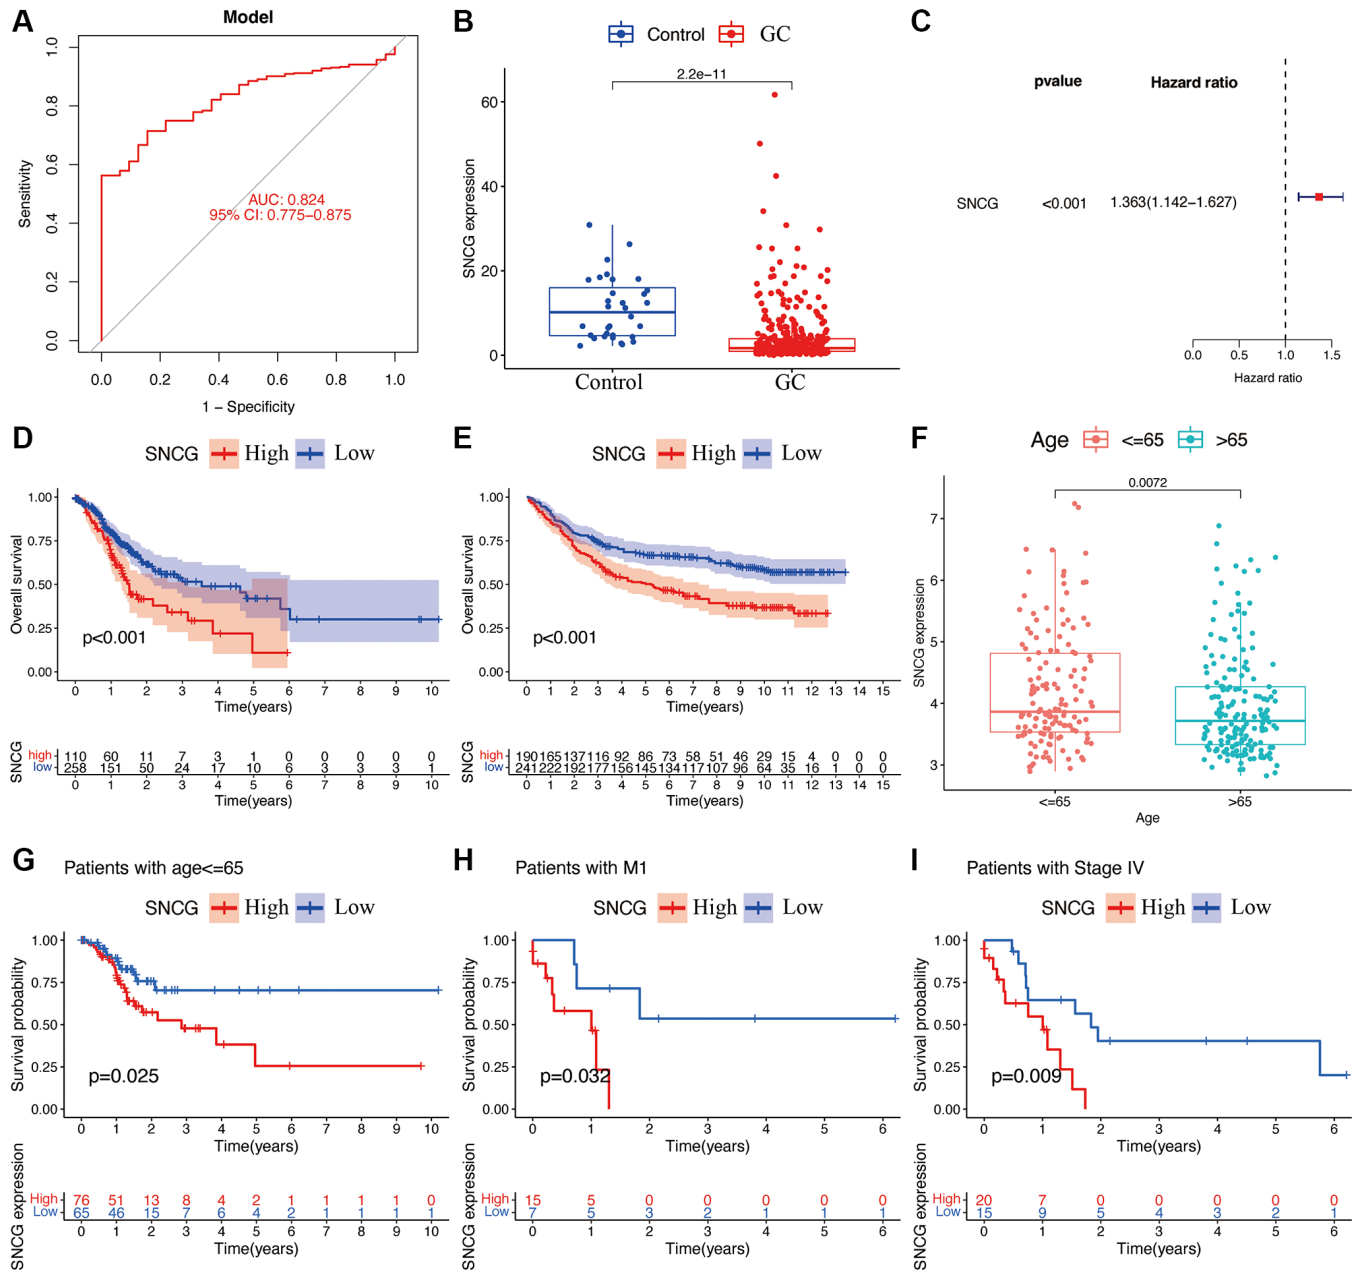 A
Model
Sensitivity
1.0
0.8
0.6
0.4
0.2
0.0
AUC: 0.824
95% CI: 0.775–0.875
0.0 0.2 0.4 0.6 0.8 1.0
1 – Specificity
B
Control GC
2.2e–11
SNCG expression
60
40
20
0
Control GC
C
pvalue Hazard ratio
SNCG <0.001 1.363(1.142–1.627)
0.0 0.5 1.0 1.5
Hazard ratio
D
SNCG High Low
Overall survival
1.00
0.75
0.50
0.25
0.00
p<0.001
0 1 2 3 4 5 6 7 8 9 10
Time(years)
SNCG
high 110 60 11 7 3 1 0 0 0 0 0
low 258 151 50 24 17 10 6 3 3 3 1
0 1 2 3 4 5 6 7 8 9 10
Time(years)
E
SNCG High Low
Overall survival
1.00
0.75
0.50
0.25
0.00
p<0.001
0 1 2 3 4 5 6 7 8 9 10 11 12 13 14 15
Time(years)
SNCG
high 190 165 137 116 92 86 73 58 51 46 29 15 4 0 0 0
low 241 222 192 177 156 145 134 117 107 96 64 35 16 1 0 0
0 1 2 3 4 5 6 7 8 9 10 11 12 13 14 15
Time(years)
F
Age <=65 >65
0.0072
SNCG expression
7
6
5
4
3
<=65 >65
Age
G
Patients with age<=65
SNCG High Low
Survival probability
1.00
0.75
0.50
0.25
0.00
p=0.025
0 1 2 3 4 5 6 7 8 9 10
Time(years)
SNCG expression
High 76 51 13 8 4 2 1 1 1 1 0
Low 65 46 15 7 6 4 2 1 1 1 1
0 1 2 3 4 5 6 7 8 9 10
Time(years)
H
Patients with M1
SNCG High Low
Survival probability
1.00
0.75
0.50
0.25
0.00
p=0.032
0 1 2 3 4 5 6
Time(years)
SNCG expression
High 15 5 0 0 0 0 0
Low 7 5 3 2 1 1 1
0 1 2 3 4 5 6
Time(years)
I
Patients with Stage IV
SNCG High Low
Survival probability
1.00
0.75
0.50
0.25
0.00
p=0.009
0 1 2 3 4 5 6
Time(years)
SNCG expression
High 20 7 0 0 0 0 0
Low 15 9 5 4 3 2 1
0 1 2 3 4 5 6
Time(years)